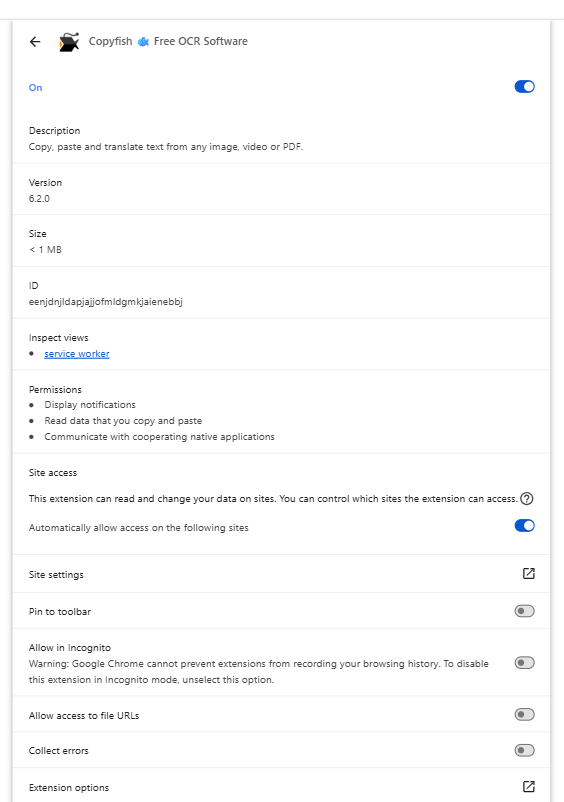 Copyfish 🐟 Free OCR Software
On
Description
Copy, paste and translate text from any image, video or PDF.
Version
6.2.0
Size
< 1 MB
ID
eenjdnjldapjajjofmldgmkjaienebbj
Inspect views
• service worker
Permissions
• Display notifications
• Read data that you copy and paste
• Communicate with cooperating native applications
Site access
This extension can read and change your data on sites. You can control which sites the extension can access.
Automatically allow access on the following sites
Site settings
Pin to toolbar
Allow in Incognito
Warning: Google Chrome cannot prevent extensions from recording your browsing history. To disable
this extension in Incognito mode, unselect this option.
Allow access to file URLs
Collect errors
Extension options